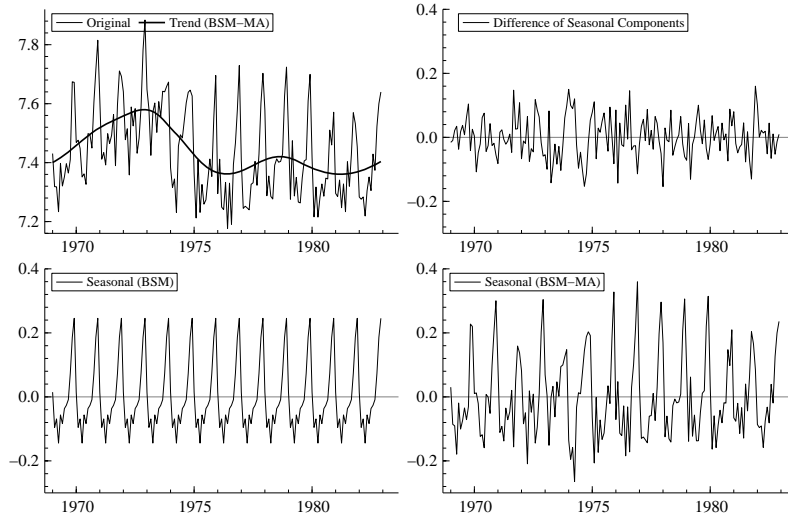 Original Trend (BSM−MA)
7.8
7.6
7.4
7.2
1970 1975 1980
Difference of Seasonal Components
0.4
0.2
0.0
−0.2
1970 1975 1980
Seasonal (BSM)
0.4
0.2
0.0
−0.2
1970 1975 1980
Seasonal (BSM−MA)
0.4
0.2
0.0
−0.2
1970 1975 1980